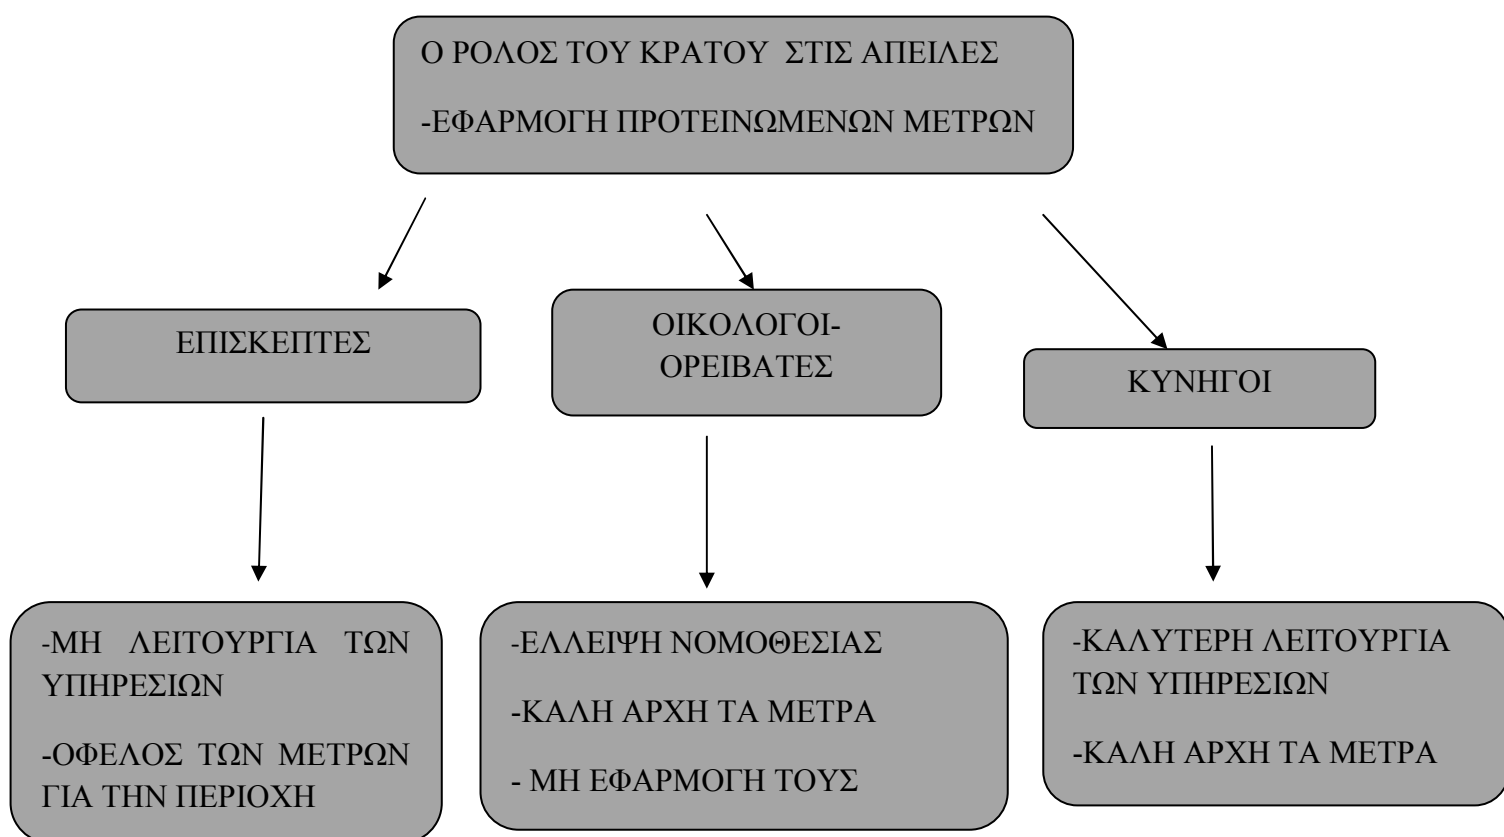 Ο ΡΟΛΟΣ ΤΟΥ ΚΡΑΤΟΥ ΣΤΙΣ ΑΠΕΙΛΕΣ
-ΕΦΑΡΜΟΓΗ ΠΡΟΤΕΙΝΩΜΕΝΩΝ ΜΕΤΡΩΝ
ΕΠΙΣΚΕΠΤΕΣ
ΟΙΚΟΛΟΓΟΙ-
ΟΡΕΙΒΑΤΕΣ
ΚΥΝΗΓΟΙ
-ΜΗ ΛΕΙΤΟΥΡΓΙΑ ΤΩΝ
ΥΠΗΡΕΣΙΩΝ
-ΟΦΕΛΟΣ ΤΩΝ ΜΕΤΡΩΝ
ΓΙΑ ΤΗΝ ΠΕΡΙΟΧΗ
-ΕΛΛΕΙΨΗ ΝΟΜΟΘΕΣΙΑΣ
-ΚΑΛΗ ΑΡΧΗ ΤΑ ΜΕΤΡΑ
- ΜΗ ΕΦΑΡΜΟΓΗ ΤΟΥΣ
-ΚΑΛΥΤΕΡΗ ΛΕΙΤΟΥΡΓΙΑ
ΤΩΝ ΥΠΗΡΕΣΙΩΝ
-ΚΑΛΗ ΑΡΧΗ ΤΑ ΜΕΤΡΑ